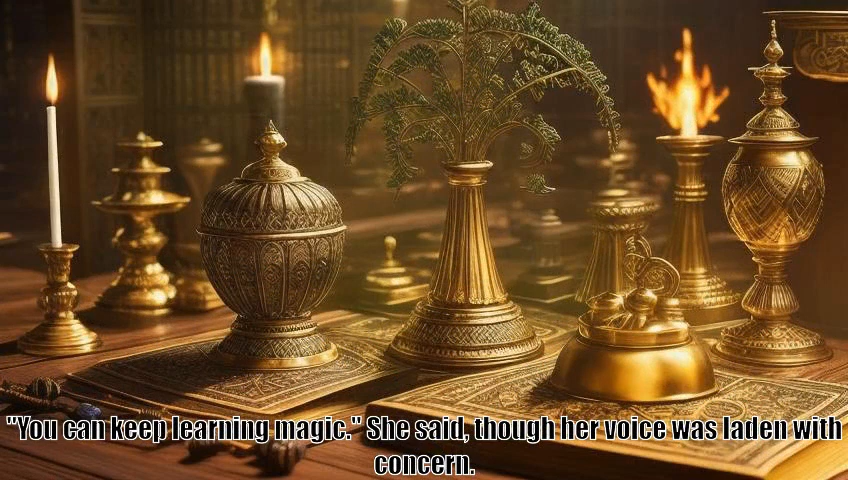 "You can keep learning magic." She said, though her voice was laden with
concern.